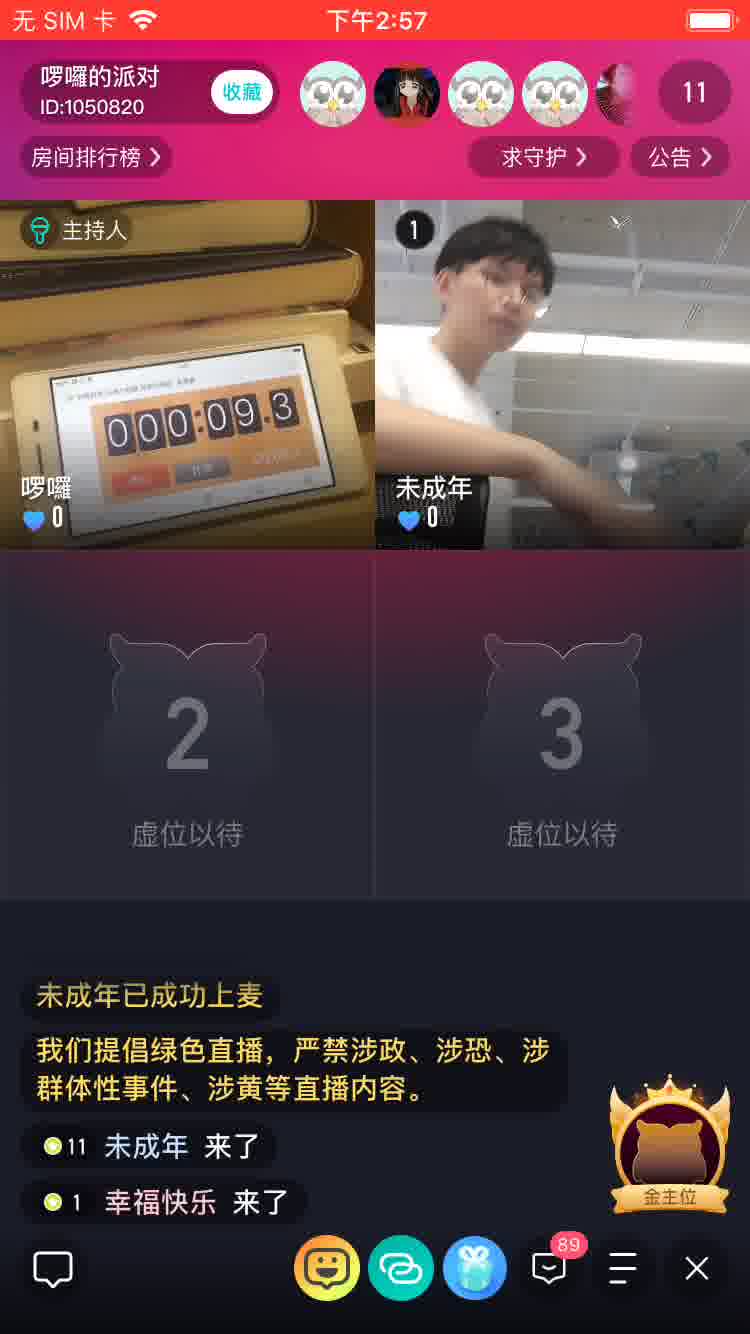 无 SIM 卡
下午2:57
啰囉的派对
ID:1050820
收藏
11
房间排行榜
求守护
公告
主持人
000:09.3
啰囉
0
1
未成年
0
2
虚位以待
3
虚位以待
未成年已成功上麦
我们提倡绿色直播，严禁涉政、涉恐、涉
群体性事件、涉黄等直播内容。
11 未成年 来了
1 幸福快乐 来了
金主位
89